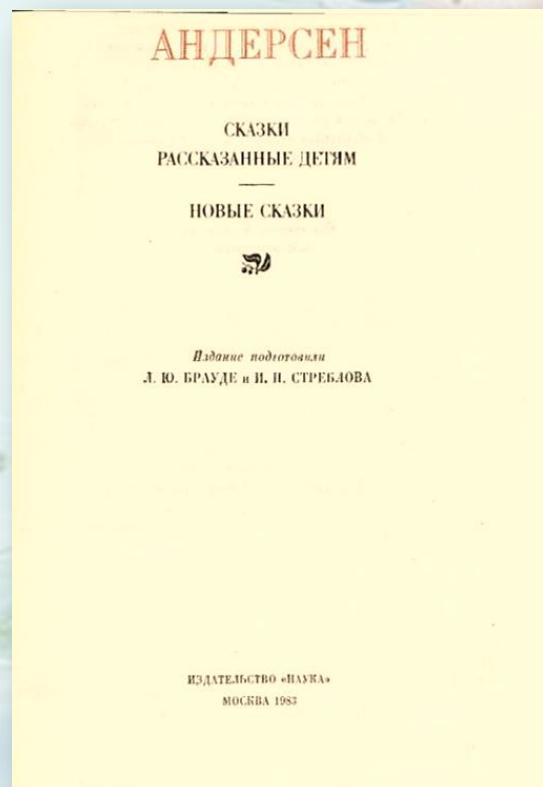 АНДЕРСЕН
СКАЗКИ
РАССКАЗАННЫЕ ДЕТЯМ
НОВЫЕ СКАЗКИ
Издание подготовили
Л. Ю. БРАУДЕ и И. П. СТРЕБЛОВА
ИЗДАТЕЛЬСТВО «НАУКА»
МОСКВА 1983